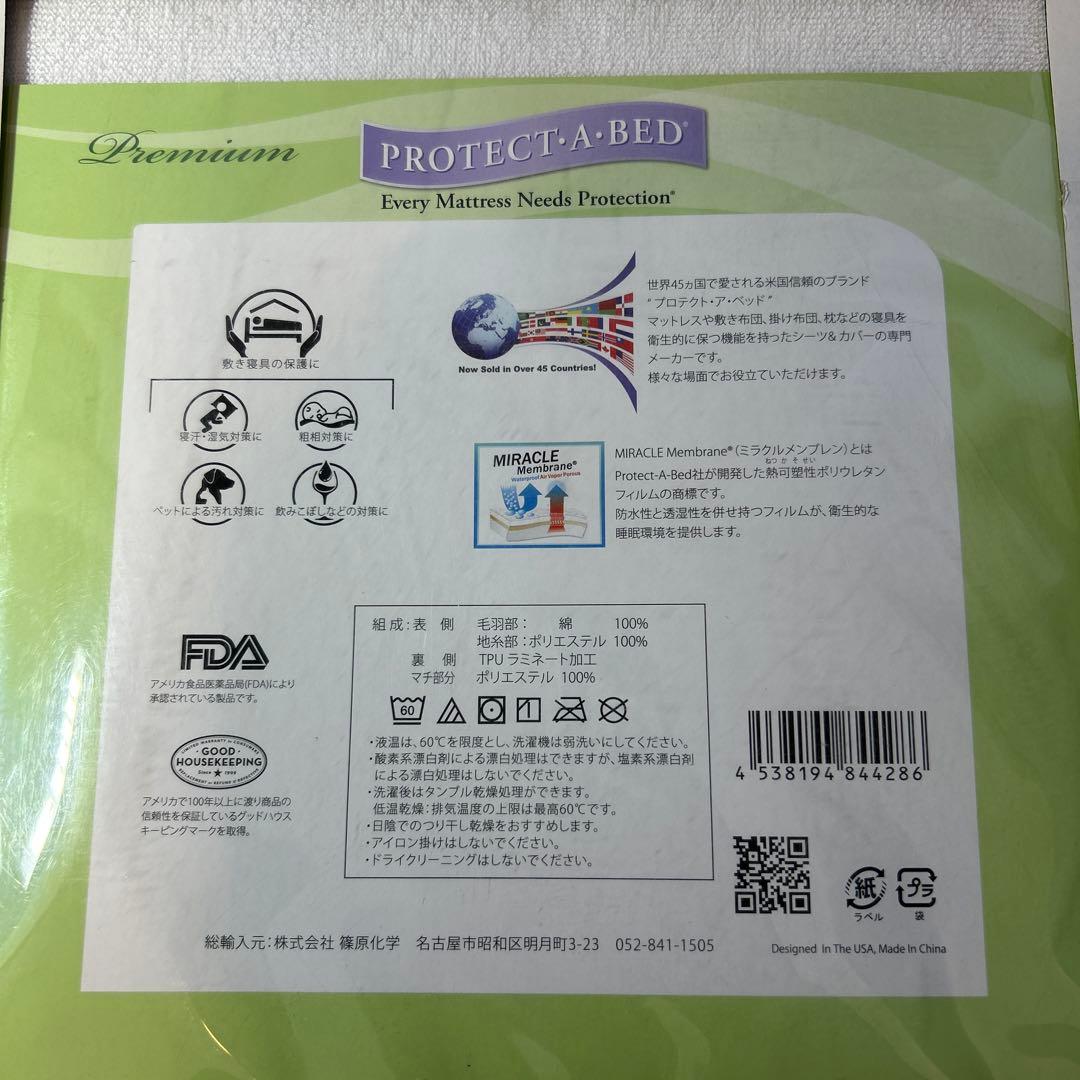 Premium
PROTECT・A・BED®
Every Mattress Needs Protection®
敷き寝具の保護に
寝汗・湿気対策に
粗相対策に
ペットによる汚れ対策に
飲みこぼしなどの対策に
Now Sold in Over 45 Countries!
世界45ヵ国で愛される米国信頼のブランド
“プロテクト・ア・ベッド”
マットレスや敷き布団、掛け布団、枕などの寝具を
衛生的に保つ機能を持ったシーツ＆カバーの専門
メーカーです。
様々な場面でお役立ていただけます。
MIRACLE
Membrane®
Waterproof Air Vapor Porous
MIRACLE Membrane®（ミラクルメンブレン）とは
ねつかそせい
Protect-A-Bed社が開発した熱可塑性ポリウレタン
フィルムの商標です。
防水性と透湿性を併せ持つフィルムが、衛生的な
睡眠環境を提供します。
FDA
アメリカ食品医薬品局(FDA)により
承認されている製品です。
LIMITED WARRANTY TO CONSUMERS
・GOOD・
HOUSEKEEPING
Since ★ 1909
REPLACEMENT OR REFUND IF DEFECTIVE
アメリカで100年以上に渡り商品の
信頼性を保証しているグッドハウス
キーピングマークを取得。
組成：表 側 毛羽部： 綿 100%
地糸部：ポリエステル 100%
裏 側 TPU ラミネート加工
マチ部分 ポリエステル 100%
60
・液温は、60℃を限度とし、洗濯機は弱洗いにしてください。
・酸素系漂白剤による漂白処理はできますが、塩素系漂白剤
による漂白処理はしないでください。
・洗濯後はタンブル乾燥処理ができます。
低温乾燥：排気温度の上限は最高60℃です。
・日陰でのつり干し乾燥をおすすめします。
・アイロン掛けはしないでください。
・ドライクリーニングはしないでください。
4 538194 844286
紙
ラベル
プラ
袋
総輸入元：株式会社 篠原化学 名古屋市昭和区明月町3-23 052-841-1505
Designed In The USA, Made In China